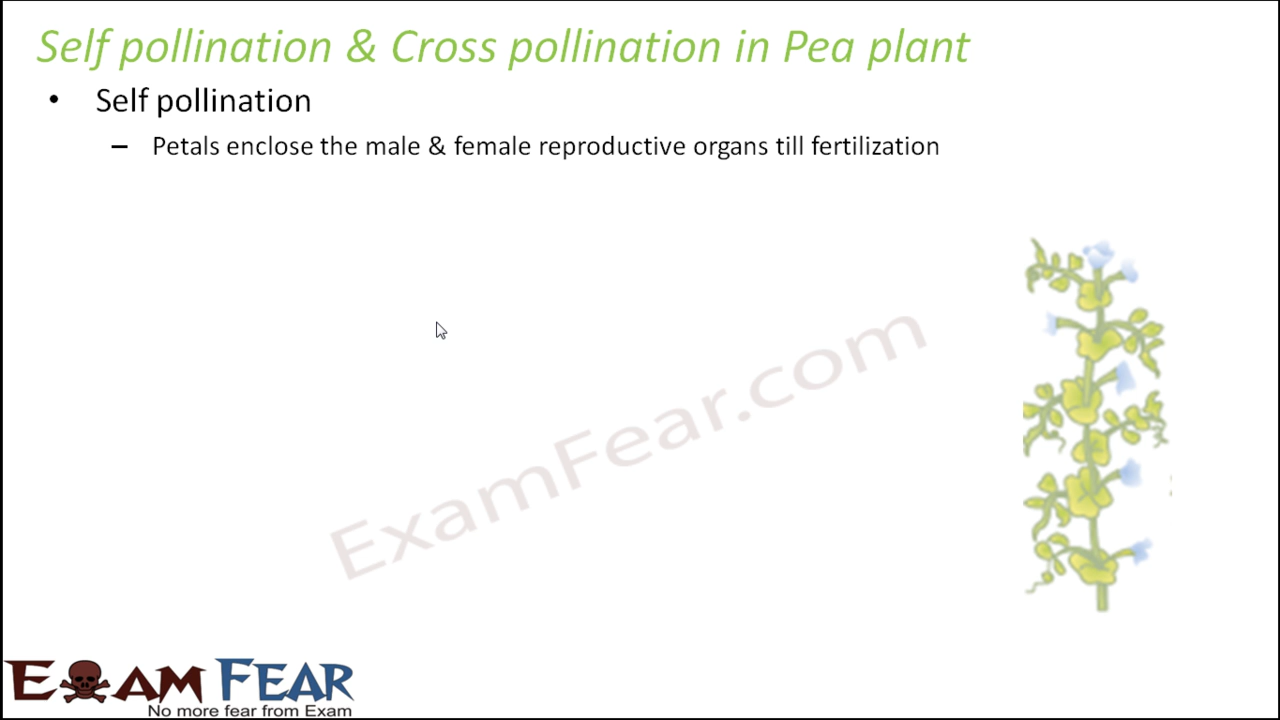 Self pollination & Cross pollination in Pea plant
• Self pollination
– Petals enclose the male & female reproductive organs till fertilization
ExamFear.com
EXAM FEAR
No more fear from Exam